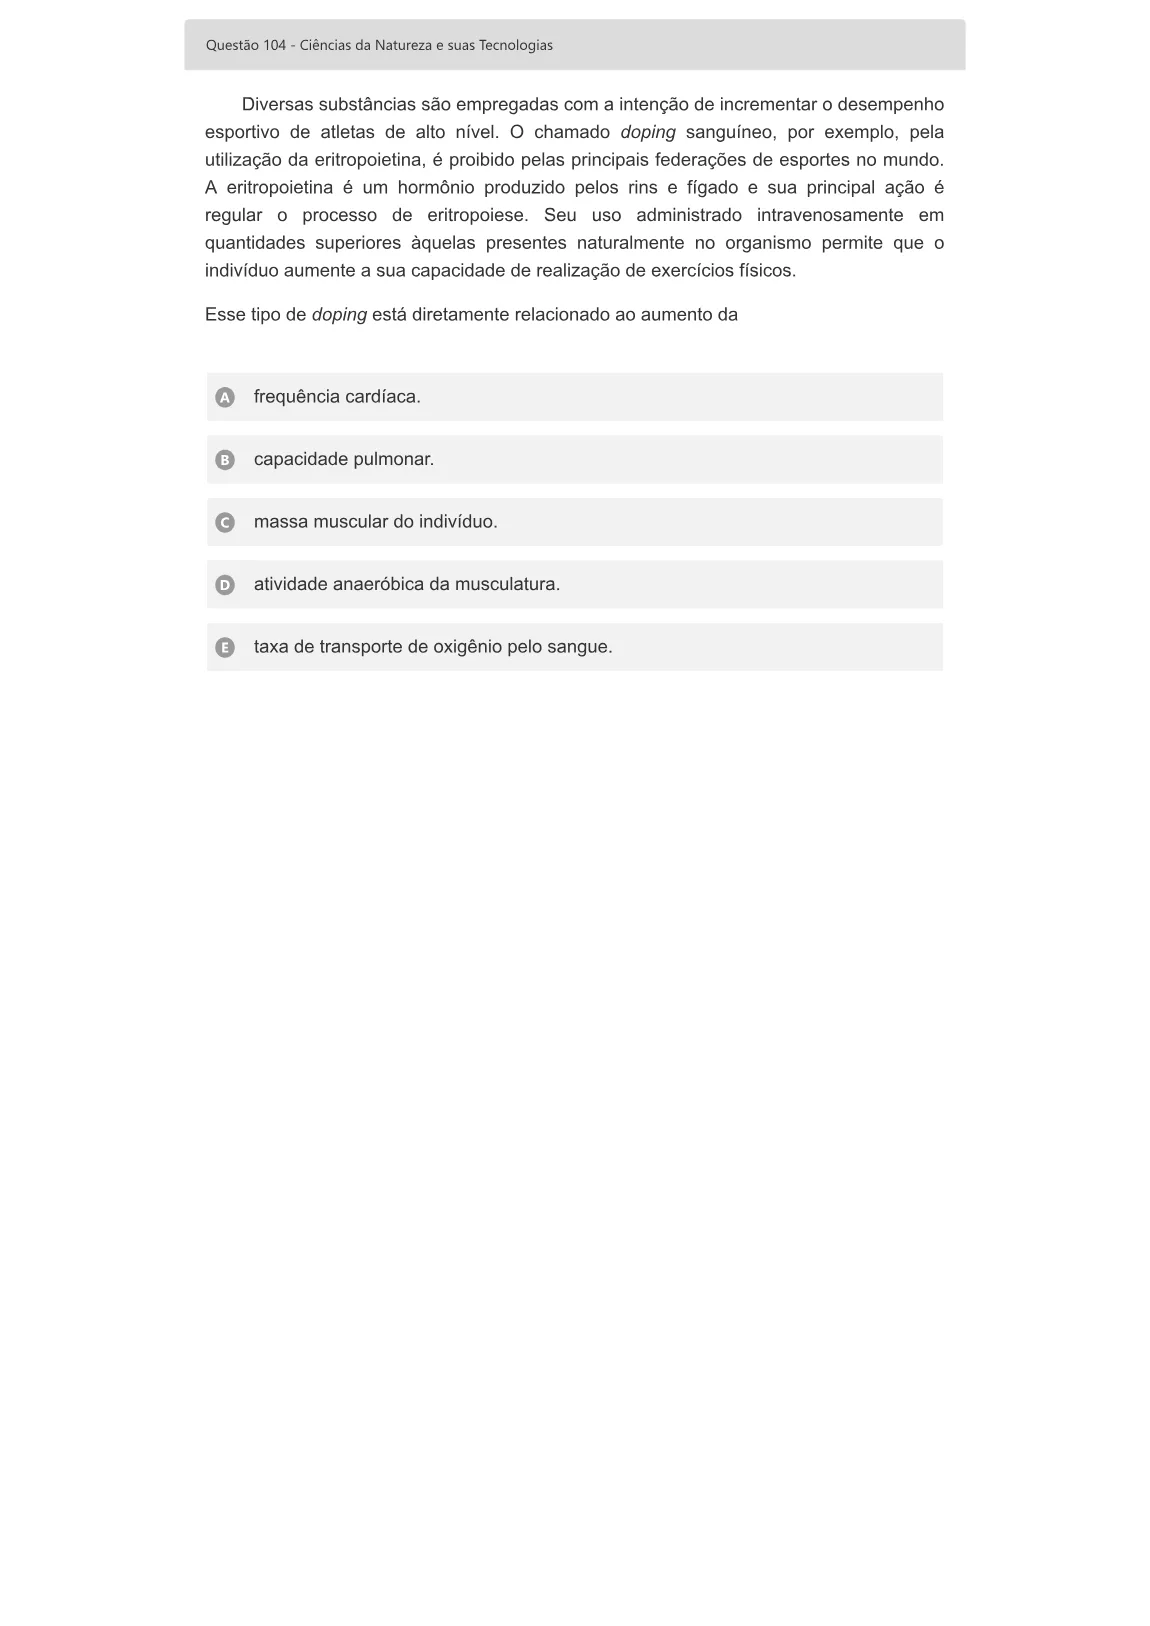 Questão 104 - Ciências da Natureza e suas Tecnologias
Diversas substâncias são empregadas com a intenção de incrementar o desempenho
esportivo de atletas de alto nível. O chamado doping sanguíneo, por exemplo, pela
utilização da eritropoietina, é proibido pelas principais federações de esportes no mundo.
A eritropoietina é um hormônio produzido pelos rins e fígado e sua principal ação é
regular o processo de eritropoiese. Seu uso administrado intravenosamente em
quantidades superiores àquelas presentes naturalmente no organismo permite que o
indivíduo aumente a sua capacidade de realização de exercícios físicos.
Esse tipo de doping está diretamente relacionado ao aumento da
A frequência cardíaca.
B capacidade pulmonar.
C massa muscular do indivíduo.
D atividade anaeróbica da musculatura.
E taxa de transporte de oxigênio pelo sangue.